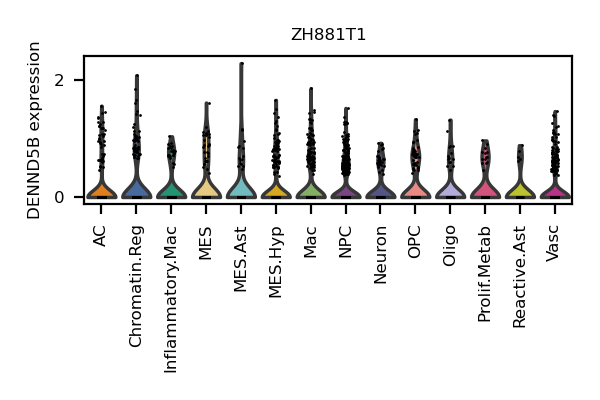 ZH881T1
DENND5B expression
2
0
AC
Chromatin.Reg
Inflammatory.Mac
MES
MES.Ast
MES.Hyp
Mac
NPC
Neuron
OPC
Oligo
Prolif.Metab
Reactive.Ast
Vasc